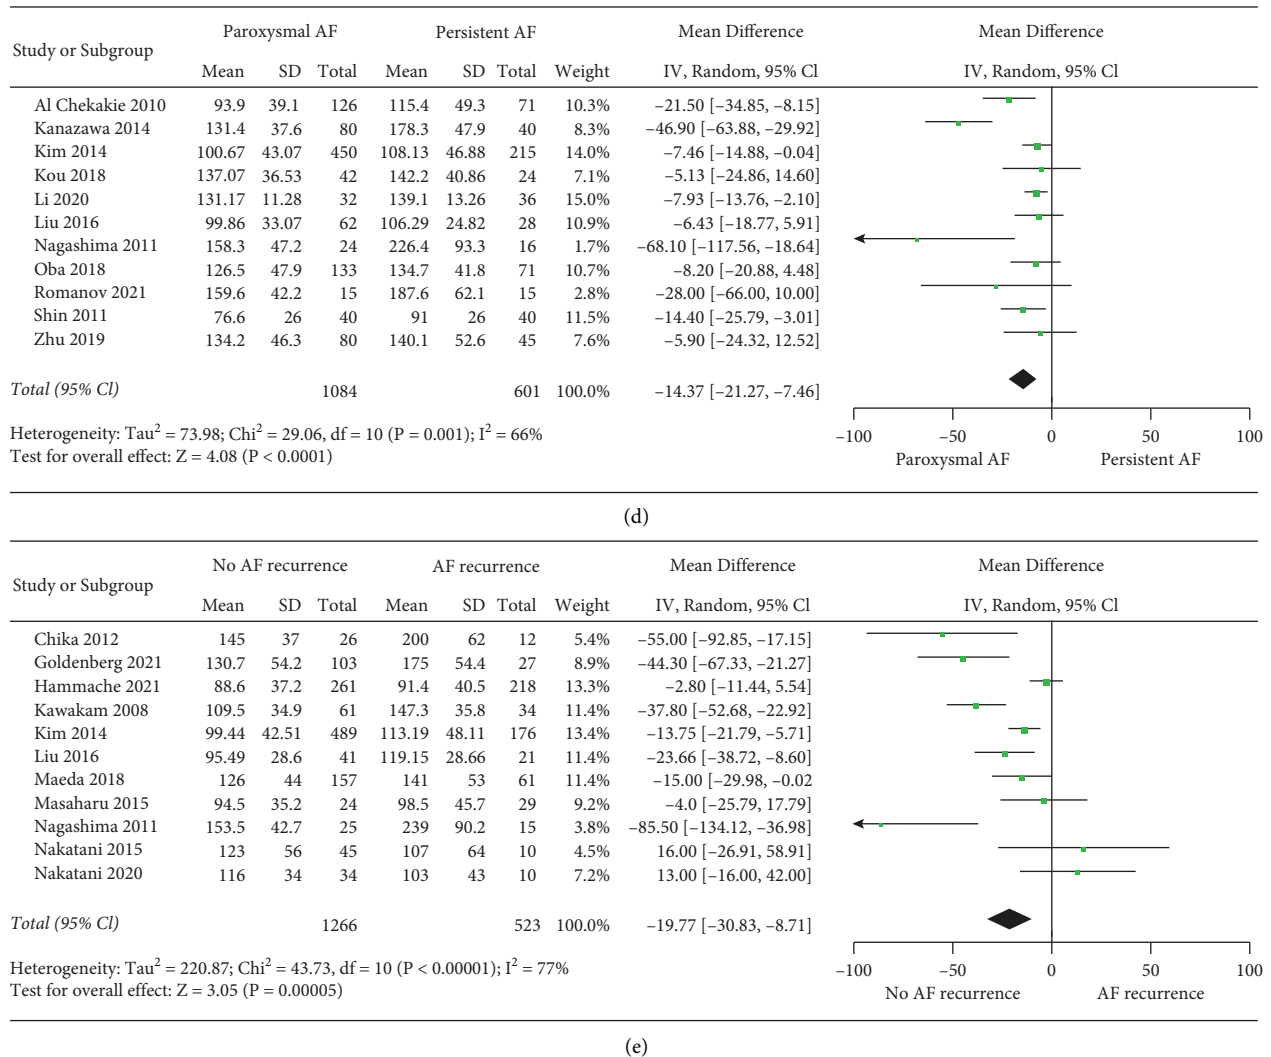 Paroxysmal AF Persistent AF Mean Difference Mean Difference
Study or Subgroup
Mean SD Total Mean SD Total Weight IV, Random, 95% Cl IV, Random, 95% Cl
Al Chekakie 2010 93.9 39.1 126 115.4 49.3 71 10.3% −21.50 [−34.85, −8.15]
Kanazawa 2014 131.4 37.6 80 178.3 47.9 40 8.3% −46.90 [−63.88, −29.92]
Kim 2014 100.67 43.07 450 108.13 46.88 215 14.0% −7.46 [−14.88, −0.04]
Kou 2018 137.07 36.53 42 142.2 40.86 24 7.1% −5.13 [−24.86, 14.60]
Li 2020 131.17 11.28 32 139.1 13.26 36 15.0% −7.93 [−13.76, −2.10]
Liu 2016 99.86 33.07 62 106.29 24.82 28 10.9% −6.43 [−18.77, 5.91]
Nagashima 2011 158.3 47.2 24 226.4 93.3 16 1.7% −68.10 [−117.56, −18.64]
Oba 2018 126.5 47.9 133 134.7 41.8 71 10.7% −8.20 [−20.88, 4.48]
Romanov 2021 159.6 42.2 15 187.6 62.1 15 2.8% −28.00 [−66.00, 10.00]
Shin 2011 76.6 26 40 91 26 40 11.5% −14.40 [−25.79, −3.01]
Zhu 2019 134.2 46.3 80 140.1 52.6 45 7.6% −5.90 [−24.32, 12.52]
Total (95% Cl) 1084 601 100.0% −14.37 [−21.27, −7.46]
−100 −50 0 50 100
Heterogeneity: Tau² = 73.98; Chi² = 29.06, df = 10 (P = 0.001); I² = 66%
Test for overall effect: Z = 4.08 (P < 0.0001)
Paroxysmal AF Persistent AF
(d)
No AF recurrence AF recurrence Mean Difference Mean Difference
Study or Subgroup
Mean SD Total Mean SD Total Weight IV, Random, 95% Cl IV, Random, 95% Cl
Chika 2012 145 37 26 200 62 12 5.4% −55.00 [−92.85, −17.15]
Goldenberg 2021 130.7 54.2 103 175 54.4 27 8.9% −44.30 [−67.33, −21.27]
Hammache 2021 88.6 37.2 261 91.4 40.5 218 13.3% −2.80 [−11.44, 5.54]
Kawakam 2008 109.5 34.9 61 147.3 35.8 34 11.4% −37.80 [−52.68, −22.92]
Kim 2014 99.44 42.51 489 113.19 48.11 176 13.4% −13.75 [−21.79, −5.71]
Liu 2016 95.49 28.6 41 119.15 28.66 21 11.4% −23.66 [−38.72, −8.60]
Maeda 2018 126 44 157 141 53 61 11.4% −15.00 [−29.98, −0.02
Masaharu 2015 94.5 35.2 24 98.5 45.7 29 9.2% −4.0 [−25.79, 17.79]
Nagashima 2011 153.5 42.7 25 239 90.2 15 3.8% −85.50 [−134.12, −36.98]
Nakatani 2015 123 56 45 107 64 10 4.5% 16.00 [−26.91, 58.91]
Nakatani 2020 116 34 34 103 43 10 7.2% 13.00 [−16.00, 42.00]
Total (95% Cl) 1266 523 100.0% −19.77 [−30.83, −8.71]
−100 −50 0 50 100
Heterogeneity: Tau² = 220.87; Chi² = 43.73, df = 10 (P < 0.00001); I² = 77%
Test for overall effect: Z = 3.05 (P = 0.00005)
No AF recurrence AF recurrence
(e)